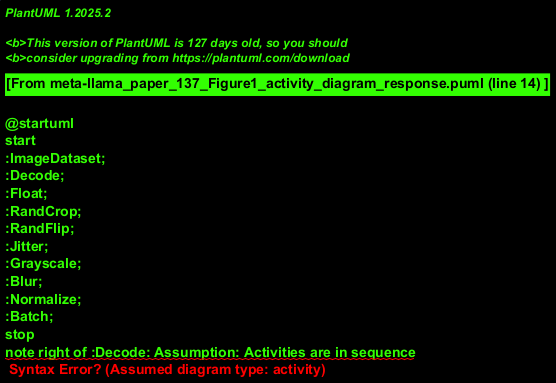 PlantUML 1.2025.2
<b>This version of PlantUML is 127 days old, so you should
<b>consider upgrading from https://plantuml.com/download
[From meta-llama_paper_137_Figure1_activity_diagram_response.puml (line 14) ]
@startuml
start
:ImageDataset;
:Decode;
:Float;
:RandCrop;
:RandFlip;
:Jitter;
:Grayscale;
:Blur;
:Normalize;
:Batch;
stop
note right of :Decode: Assumption: Activities are in sequence
Syntax Error? (Assumed diagram type: activity)